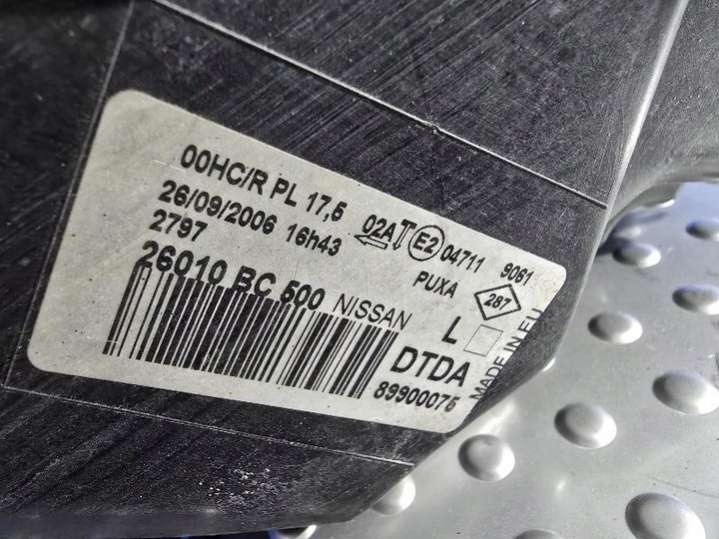 00HC/R PL 17,5
02A E2 04711 9061
26/09/2006 16h43
PUXA 287
2797
26010 BC 500 NISSAN L
DTDA
89900075
MADE IN EU